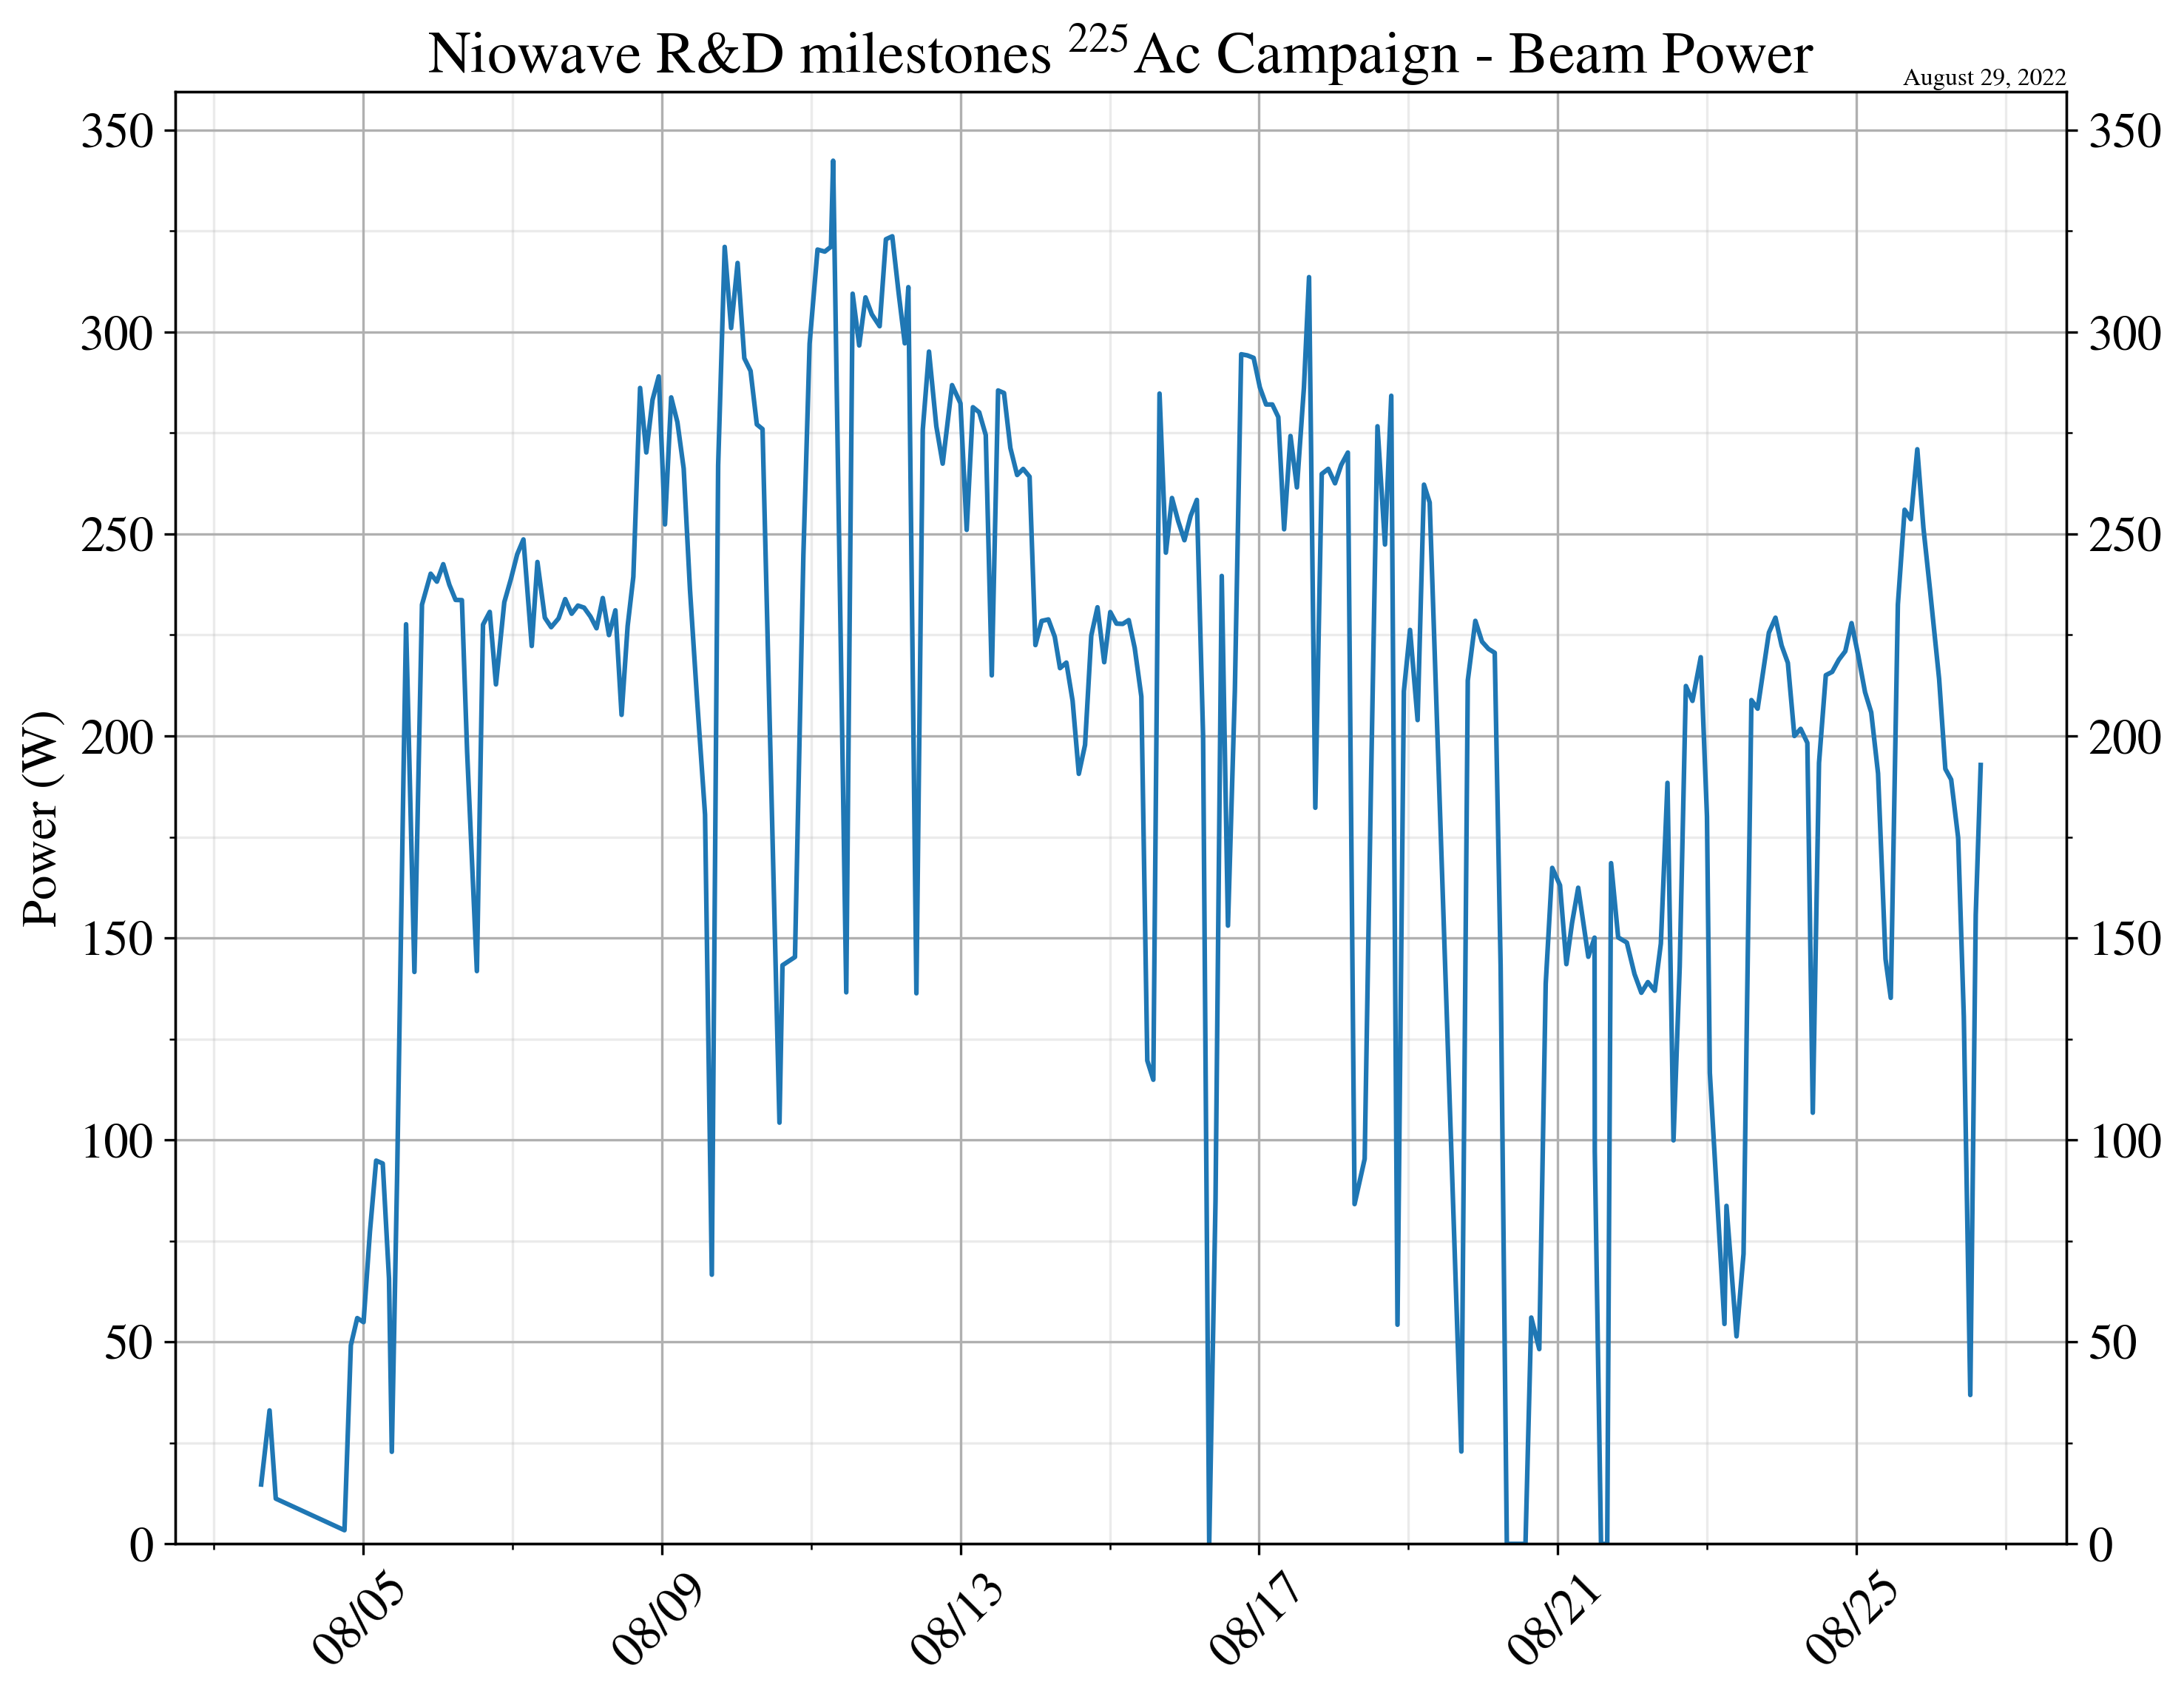 Niowave R&D milestones ²²⁵Ac Campaign - Beam Power
August 29, 2022
350 350
300 300
250 250
200 200
150 150
100 100
50 50
0 0
Power (W)
08/05 08/09 08/13 08/17 08/21 08/25